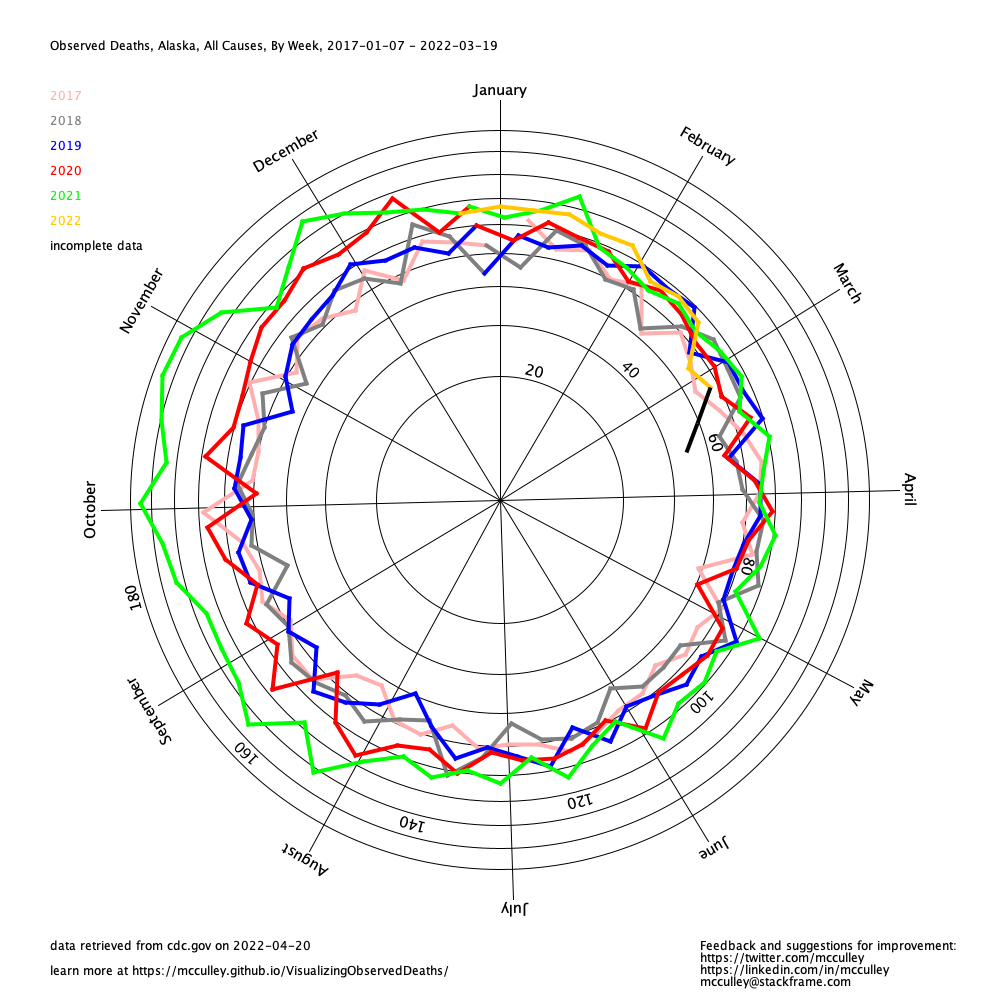 Observed Deaths, Alaska, All Causes, By Week, 2017-01-07 - 2022-03-19
January
2017
2018
2019
2020
2021
2022
incomplete data
February
March
April
May
June
July
August
September
October
November
December
20
40
60
80
100
120
140
160
180
data retrieved from cdc.gov on 2022-04-20
learn more at https://mcculley.github.io/VisualizingObservedDeaths/
Feedback and suggestions for improvement:
https://twitter.com/mcculley
https://linkedin.com/in/mcculley
mcculley@stackframe.com